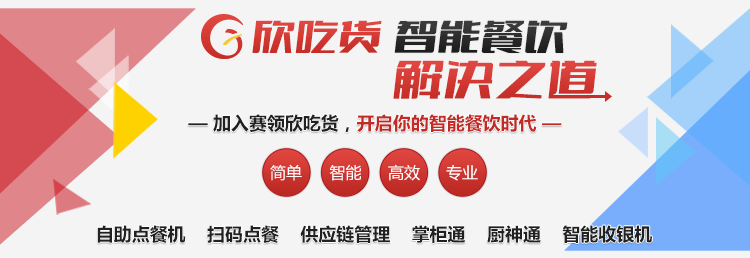 欣吃货 智能餐饮
解决之道
— 加入赛领欣吃货，开启你的智能餐饮时代 —
简单 智能 高效 专业
自助点餐机 扫码点餐 供应链管理 掌柜通 厨神通 智能收银机